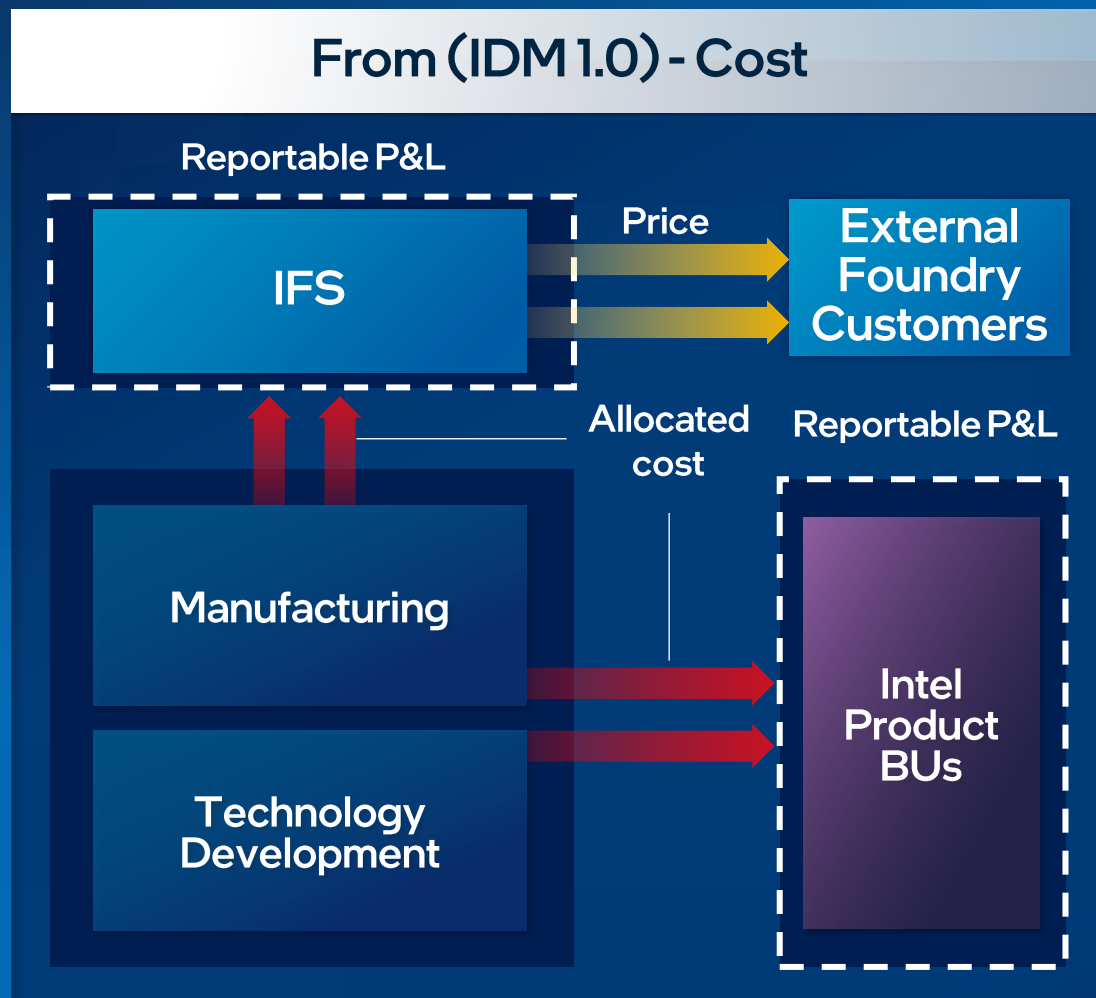 From (IDM 1.0) - Cost
Reportable P&L
IFS
Price
External
Foundry
Customers
Allocated
cost
Reportable P&L
Manufacturing
Intel
Product
BUs
Technology
Development